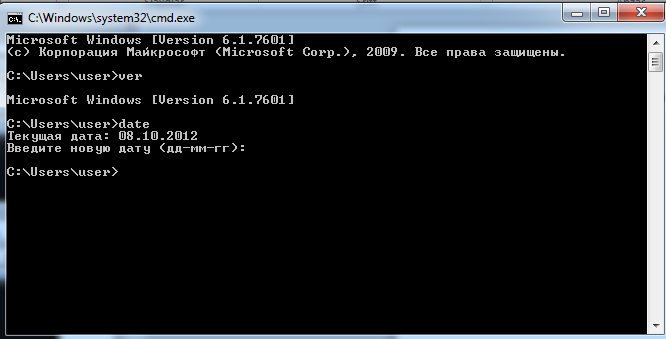 C:\Windows\system32\cmd.exe
Microsoft Windows [Version 6.1.7601]
(c) Корпорация Майкрософт (Microsoft Corp.), 2009. Все права защищены.
C:\Users\user>ver
Microsoft Windows [Version 6.1.7601]
C:\Users\user>date
Текущая дата: 08.10.2012
Введите новую дату (дд-мм-гг):
C:\Users\user>